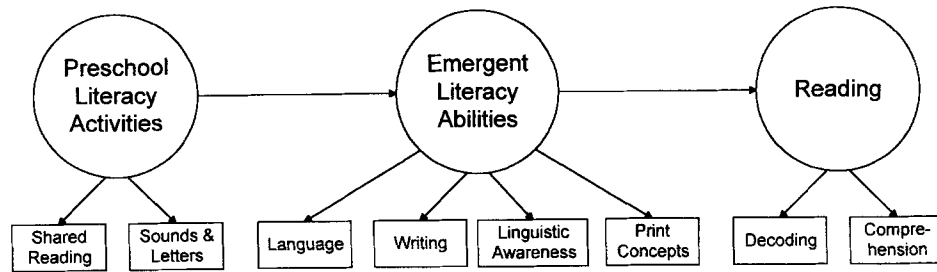 Preschool
Literacy
Activities
Emergent
Literacy
Abilities
Reading
Shared
Reading
Sounds &
Letters
Language
Writing
Linguistic
Awareness
Print
Concepts
Decoding
Compre-
hension